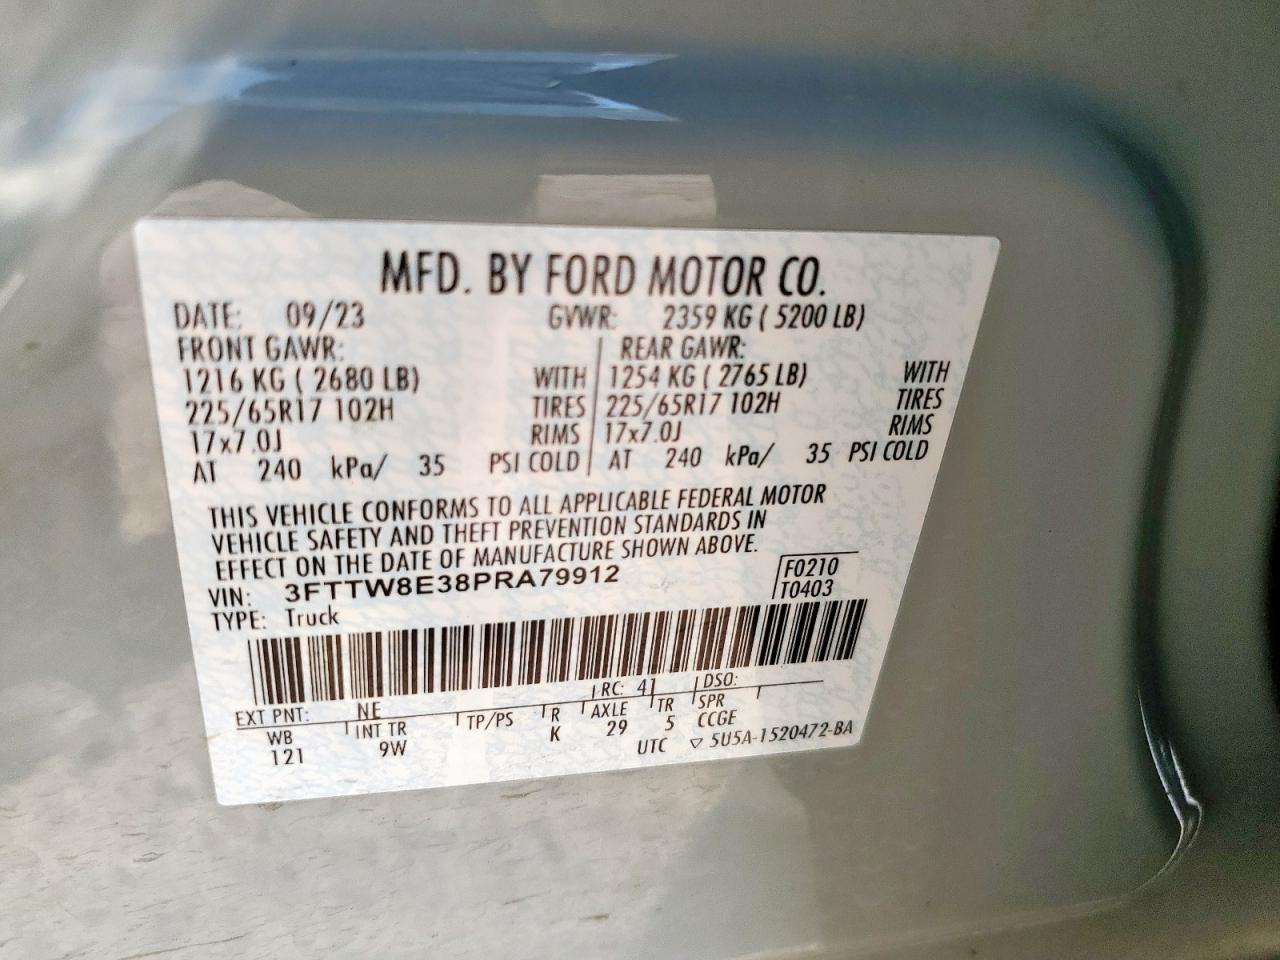 MFD. BY FORD MOTOR CO.
DATE: 09/23 GVWR: 2359 KG ( 5200 LB)
FRONT GAWR: REAR GAWR:
1216 KG ( 2680 LB) WITH 1254 KG ( 2765 LB) WITH
225/65R17 102H TIRES 225/65R17 102H TIRES
17x7.0J RIMS 17x7.0J RIMS
AT 240 kPa/ 35 PSI COLD AT 240 kPa/ 35 PSI COLD
THIS VEHICLE CONFORMS TO ALL APPLICABLE FEDERAL MOTOR
VEHICLE SAFETY AND THEFT PREVENTION STANDARDS IN
EFFECT ON THE DATE OF MANUFACTURE SHOWN ABOVE.
VIN: 3FTTW8E38PRA79912 F0210
TYPE: Truck T0403
EXT PNT: NE RC: 41 DSO:
WB INT TR TP/PS R AXLE TR SPR
121 9W K 29 5 CCGE
UTC ▽ 5U5A-1520472-BA